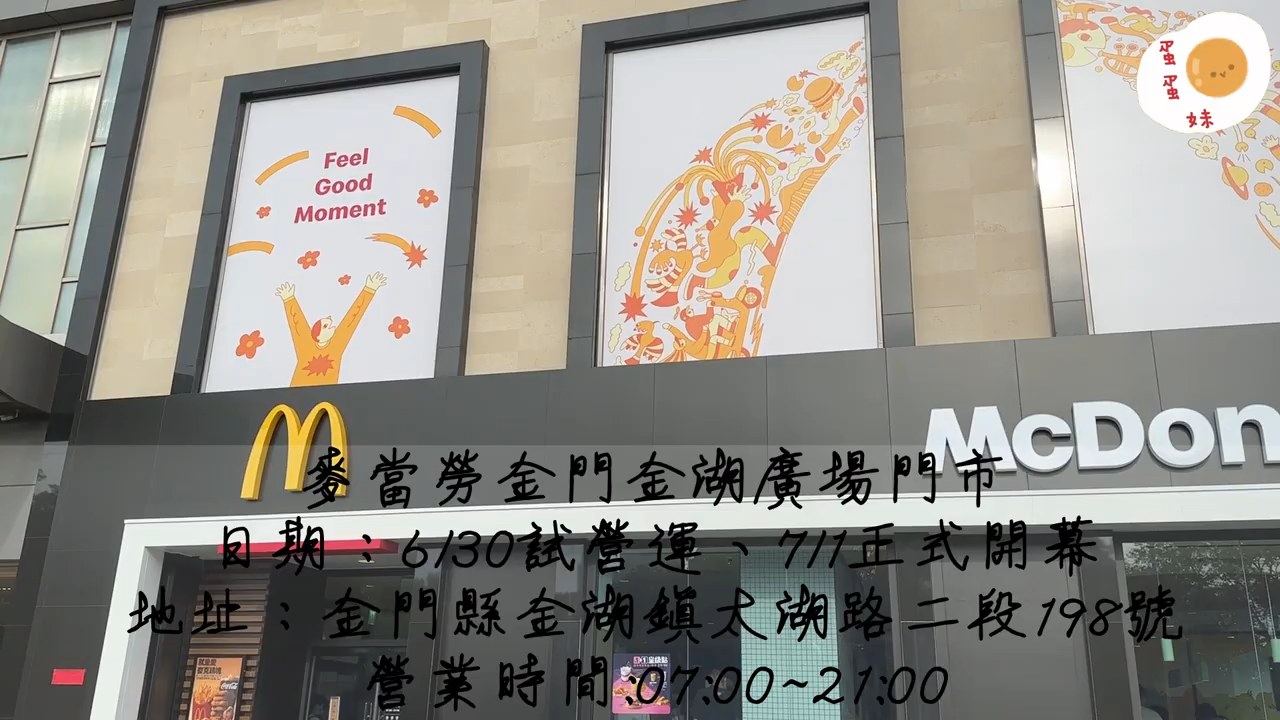 蛋
蛋
妹
Feel
Good
Moment
McDon
麥當勞金門金湖廣場門市
日期：6/30試營運、7/1正式開幕
地址：金門縣金湖鎮太湖路二段198號
營業時間:07:00~21:00